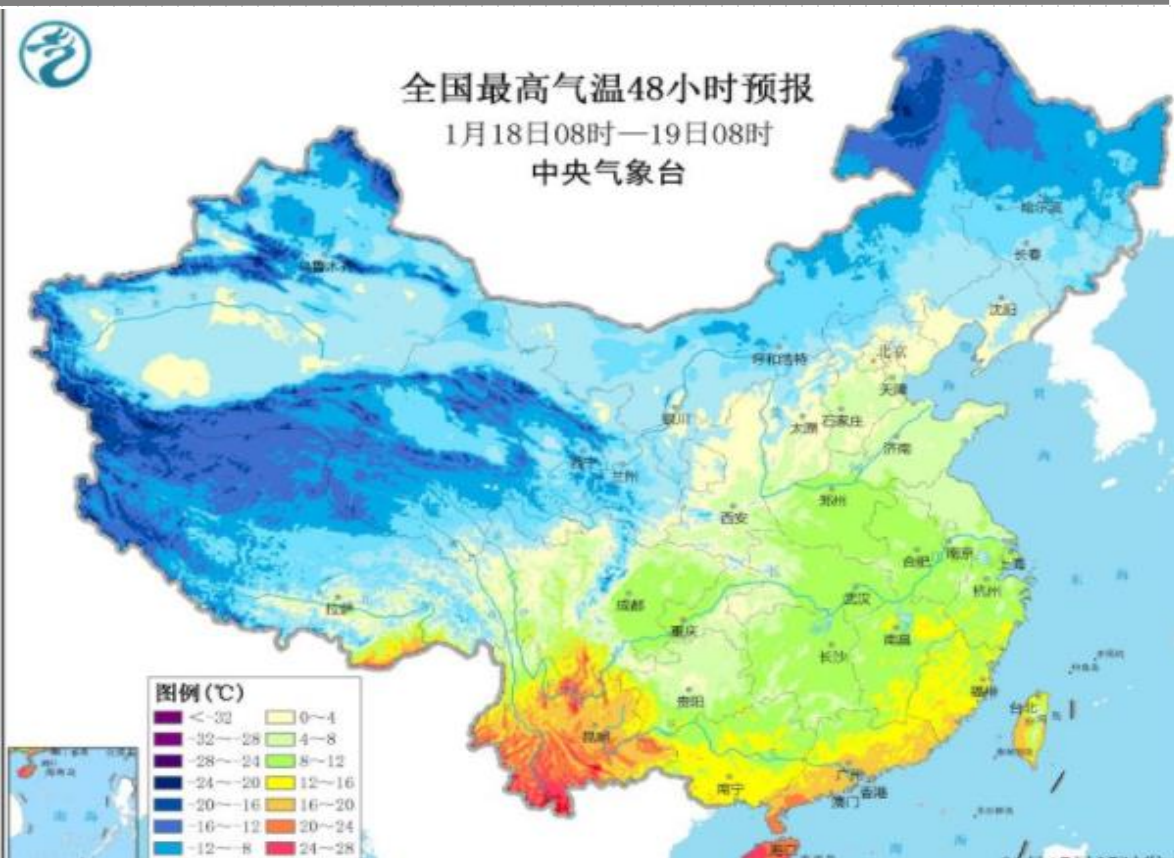 全国最高气温48小时预报
1月18日08时—19日08时
中央气象台
哈尔滨
长春
沈阳
乌鲁木齐
呼和浩特
北京
天津
银川
太原
石家庄
济南
西宁
兰州
郑州
西安
合肥
南京
上海
成都
武汉
杭州
拉萨
重庆
南昌
长沙
贵阳
福州
台北
昆明
广州
南宁
香港
澳门
海口
东 海
南 海
图例(℃)
<-32 0～4
-32～-28 4～8
-28～-24 8～12
-24～-20 12～16
-20～-16 16～20
-16～-12 20～24
-12～-8 24～28